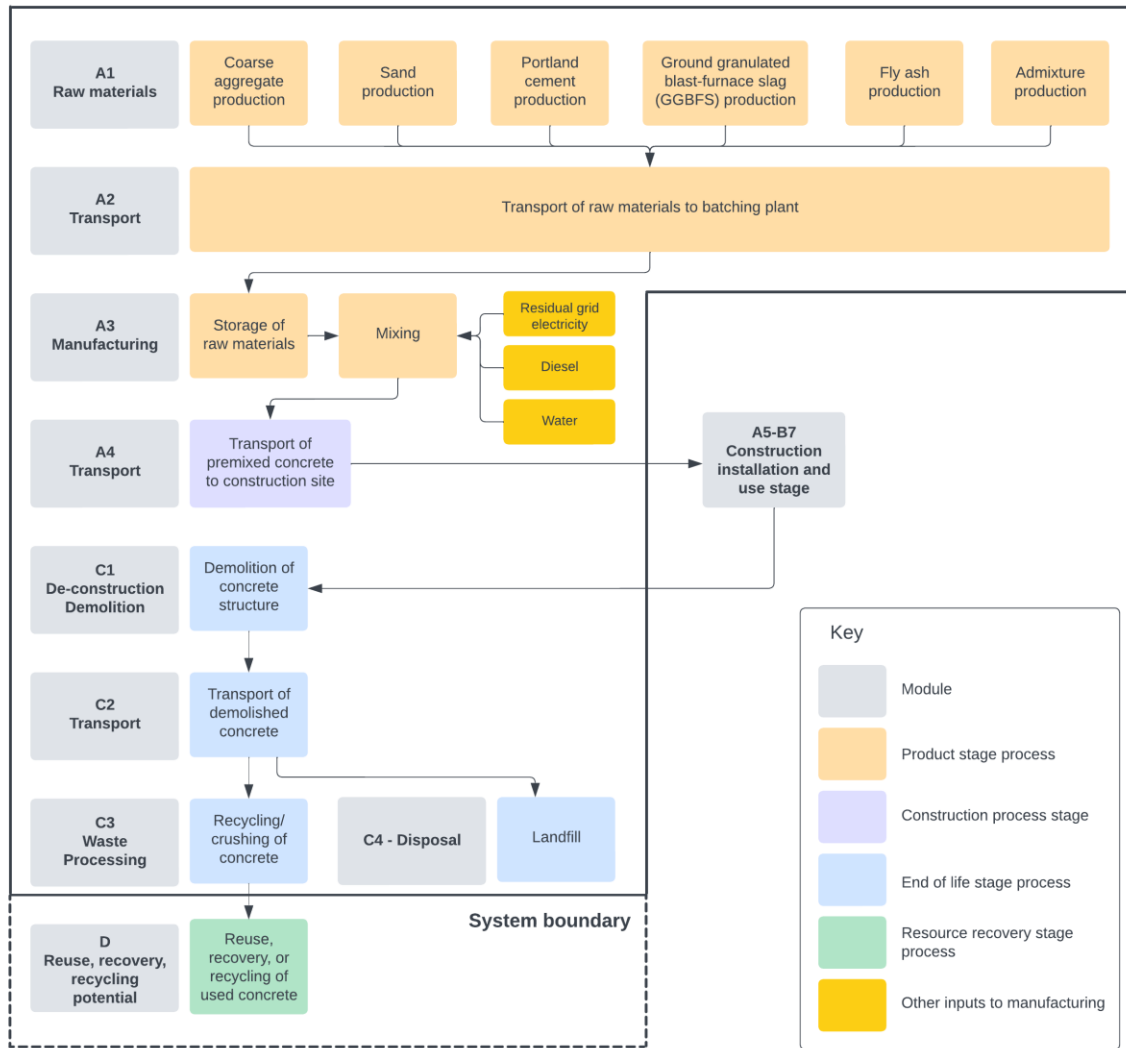 A1
Raw materials
Coarse
aggregate
production
Sand
production
Portland
cement
production
Ground granulated
blast-furnace slag
(GGBFS) production
Fly ash
production
Admixture
production
A2
Transport
Transport of raw materials to batching plant
A3
Manufacturing
Storage of
raw materials
Mixing
Residual grid
electricity
Diesel
Water
A4
Transport
Transport of
premixed concrete
to construction site
A5-B7
Construction
installation and
use stage
C1
De-construction
Demolition
Demolition of
concrete
structure
C2
Transport
Transport of
demolished
concrete
C3
Waste
Processing
Recycling/
crushing of
concrete
C4 - Disposal
Landfill
System boundary
D
Reuse, recovery,
recycling
potential
Reuse,
recovery, or
recycling of
used concrete
Key
Module
Product stage process
Construction process stage
End of life stage process
Resource recovery stage
process
Other inputs to manufacturing